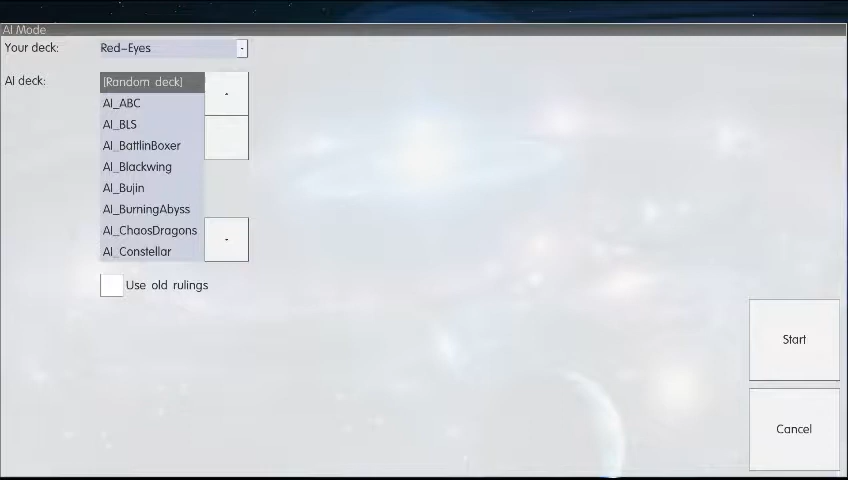 AI Mode
Your deck: Red-Eyes
AI deck:
[Random deck]
AI_ABC
AI_BLS
AI_BattlinBoxer
AI_Blackwing
AI_Bujin
AI_BurningAbyss
AI_ChaosDragons
AI_Constellar
Use old rulings
Start
Cancel